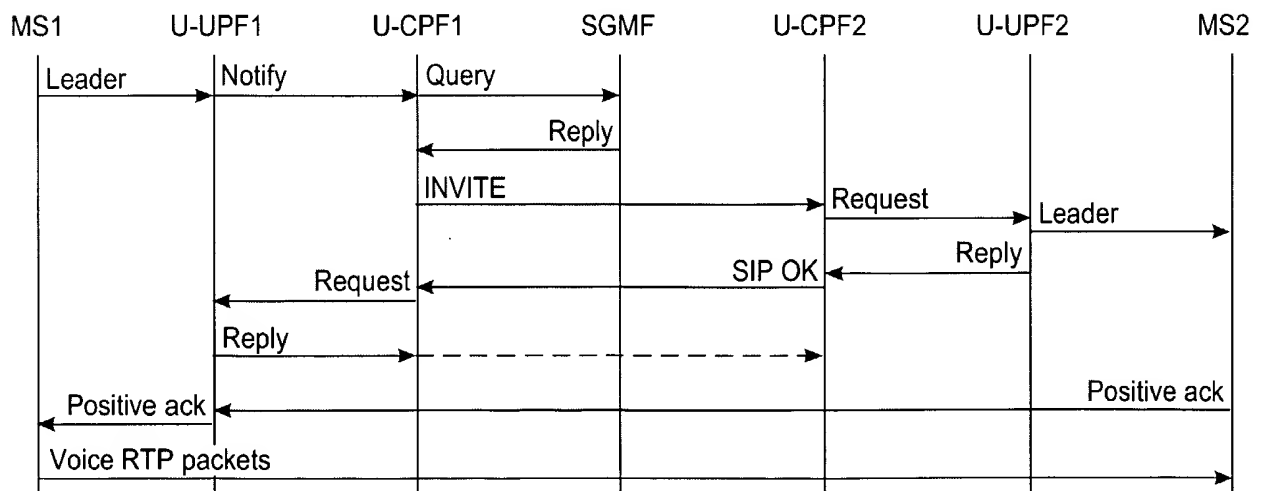 MS1 U-UPF1 U-CPF1 SGMF U-CPF2 U-UPF2 MS2
Leader Notify Query
Reply
INVITE Request Leader
Reply
SIP OK
Request
Reply
Positive ack Positive ack
Voice RTP packets